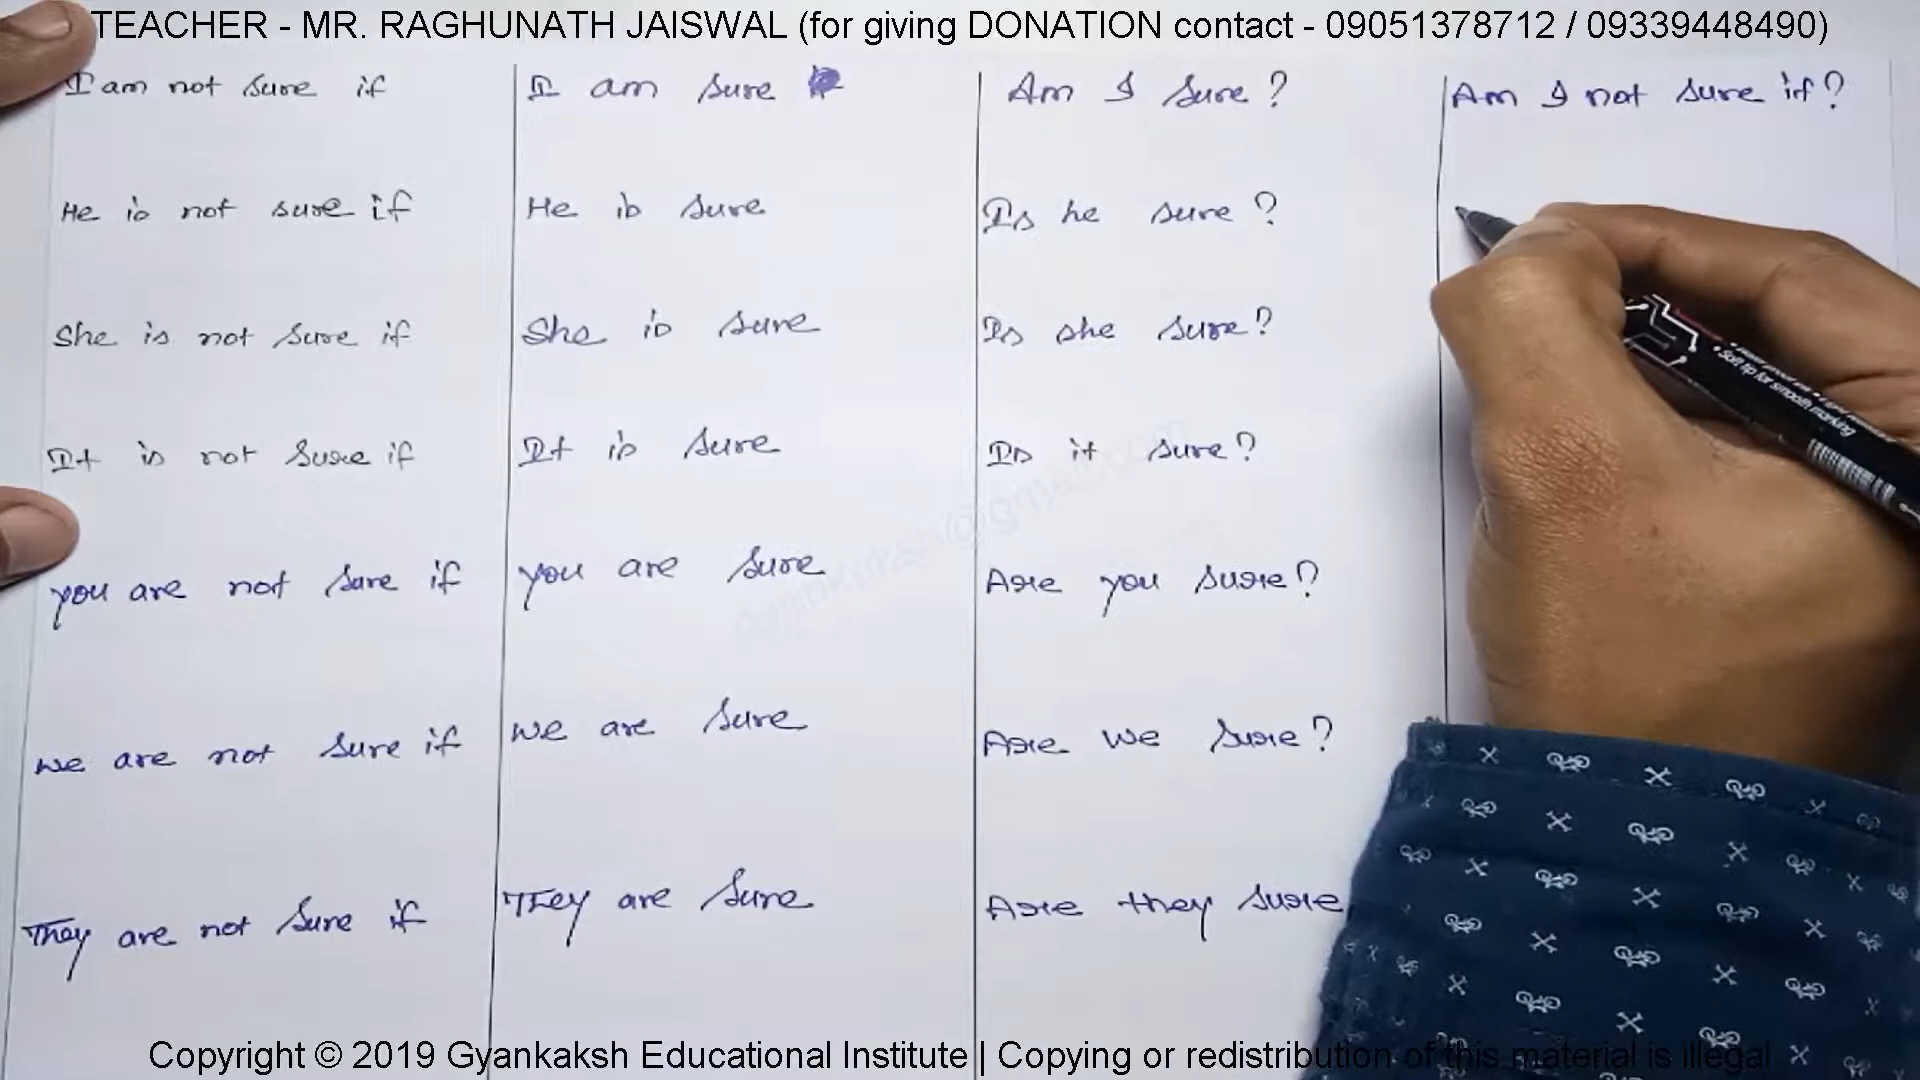 TEACHER - MR. RAGHUNATH JAISWAL (for giving DONATION contact - 09051378712 / 09339448490)
I am not sure if
I am sure
Am I sure?
Am I not sure if?
He is not sure if
He is sure
Is he sure?
She is not sure if
She is sure
Is she sure?
It is not sure if
It is sure
Is it sure?
you are not sure if
you are sure
Are you sure?
we are not sure if
we are sure
Are we sure?
They are not sure if
They are sure
Are they sure
Soft tip for smooth marking
Copyright © 2019 Gyankaksh Educational Institute | Copying or redistribution of this material is illegal